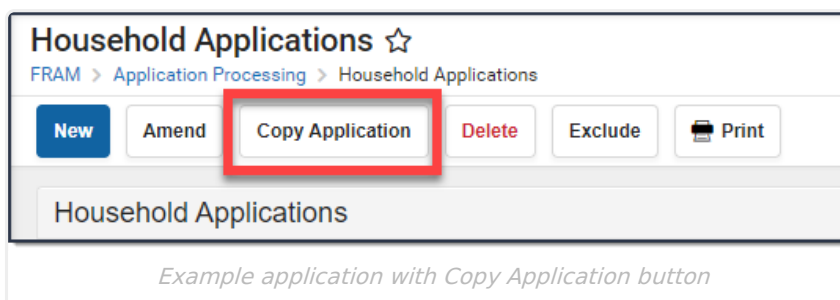 Household Applications
FRAM > Application Processing > Household Applications
New Amend Copy Application Delete Exclude Print
Household Applications
Example application with Copy Application button